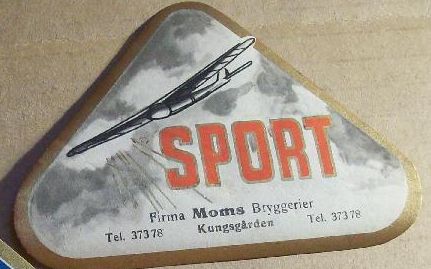 SPORT
Firma Moms Bryggerier
Tel. 37378 Kungsgården Tel. 37378